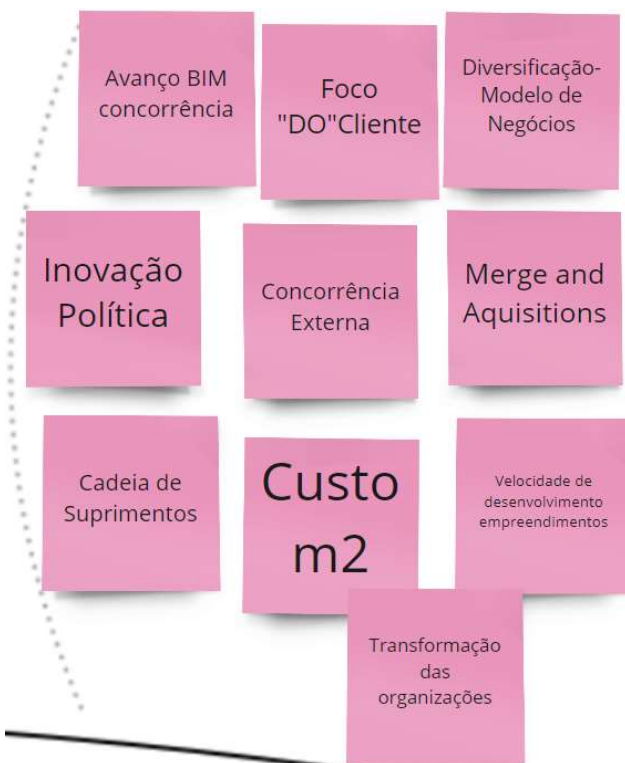 Avanço BIM
concorrência
Foco
"DO"Cliente
Diversificação-
Modelo de
Negócios
Inovação
Política
Concorrência
Externa
Merge and
Aquisitions
Cadeia de
Suprimentos
Custo
m2
Velocidade de
desenvolvimento
empreendimentos
Transformação
das
organizações